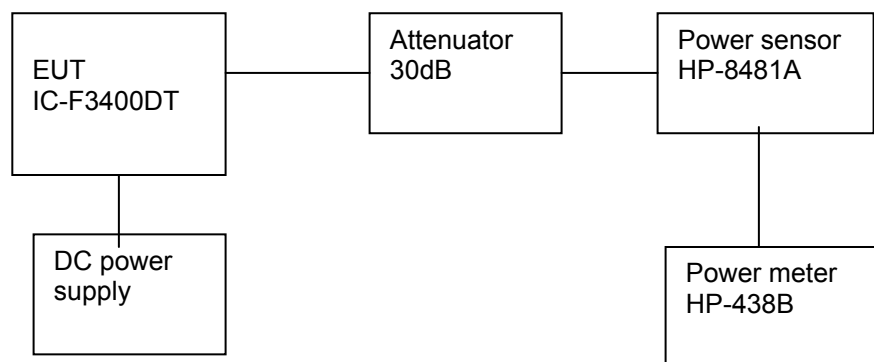 EUT
IC-F3400DT
Attenuator
30dB
Power sensor
HP-8481A
DC power
supply
Power meter
HP-438B